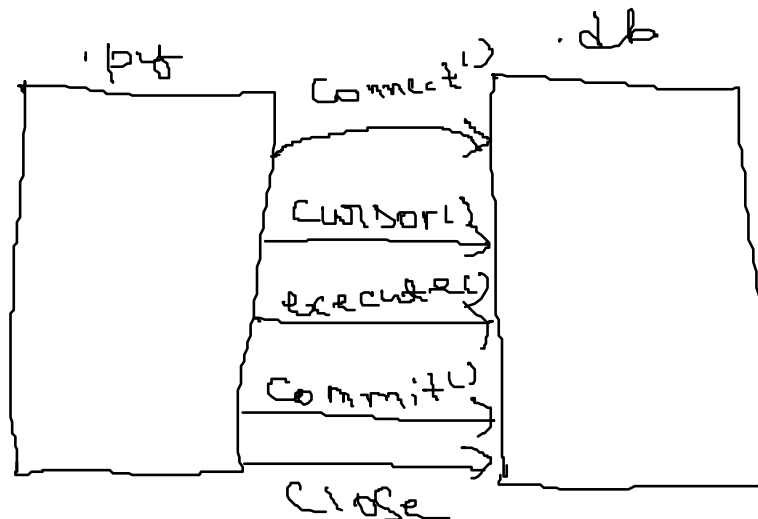 .py
.db
Connect()
Cursor()
execute()
Commit()
Close